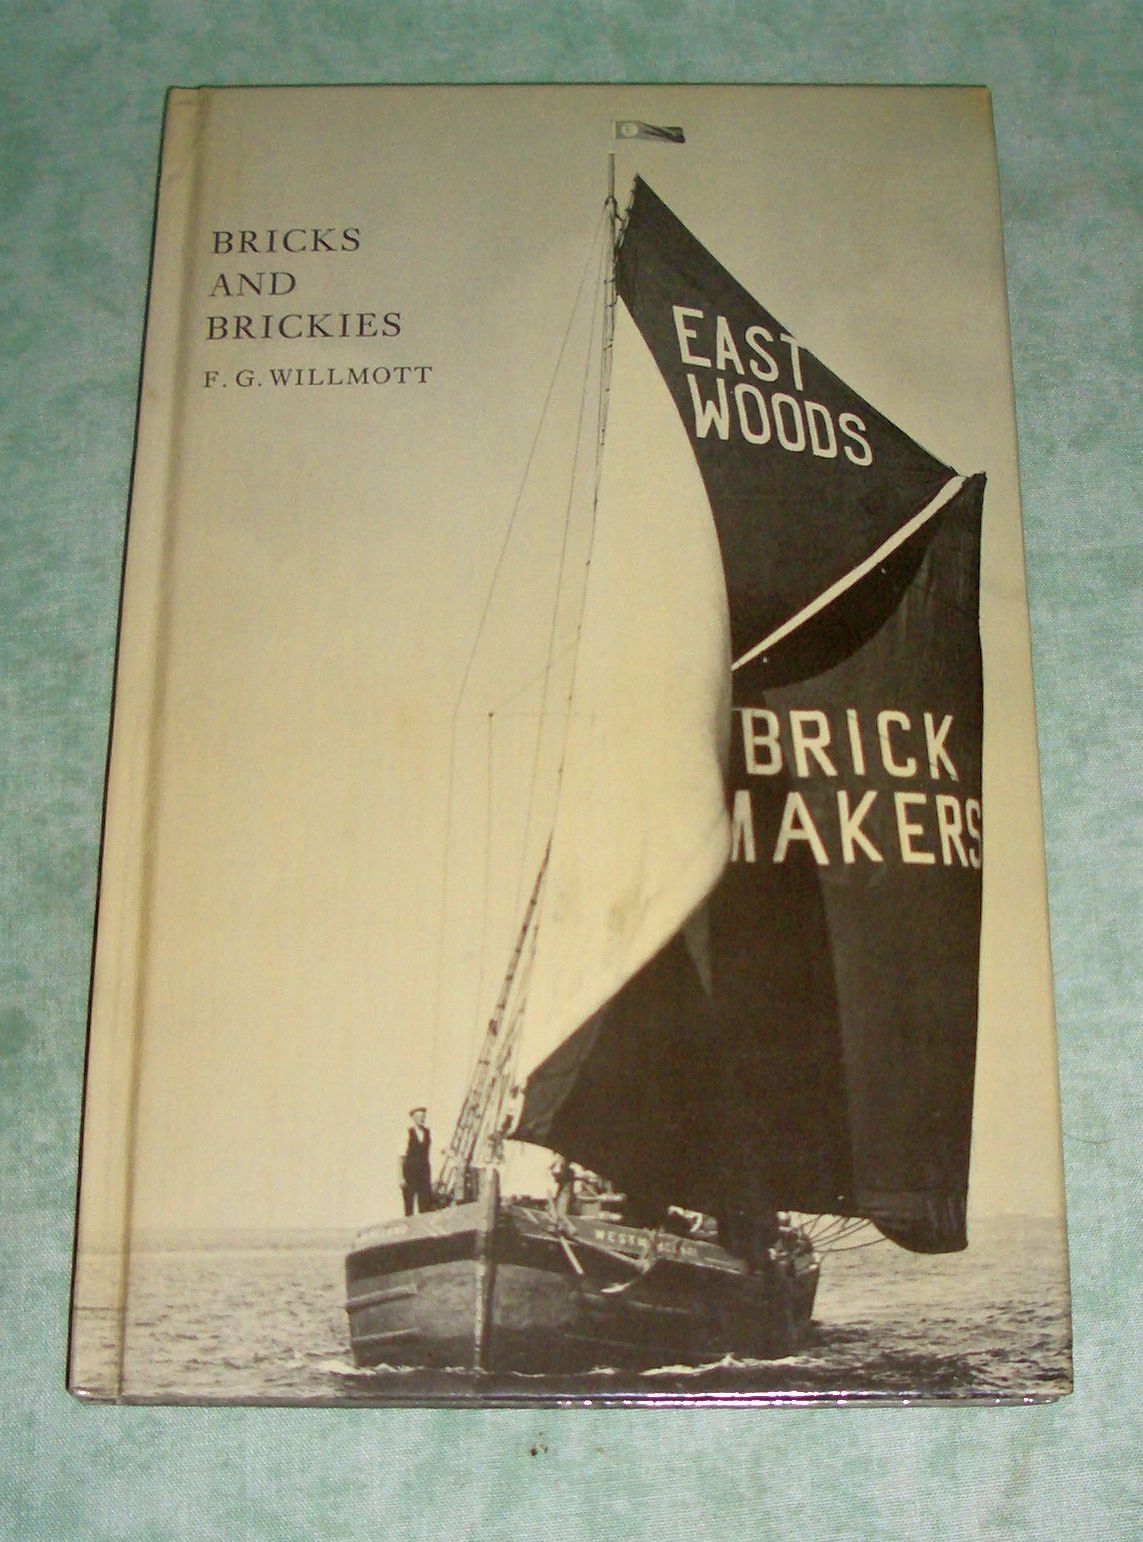 BRICKS
AND
BRICKIES
F. G. WILLMOTT
EAST
WOODS
BRICK
MAKERS